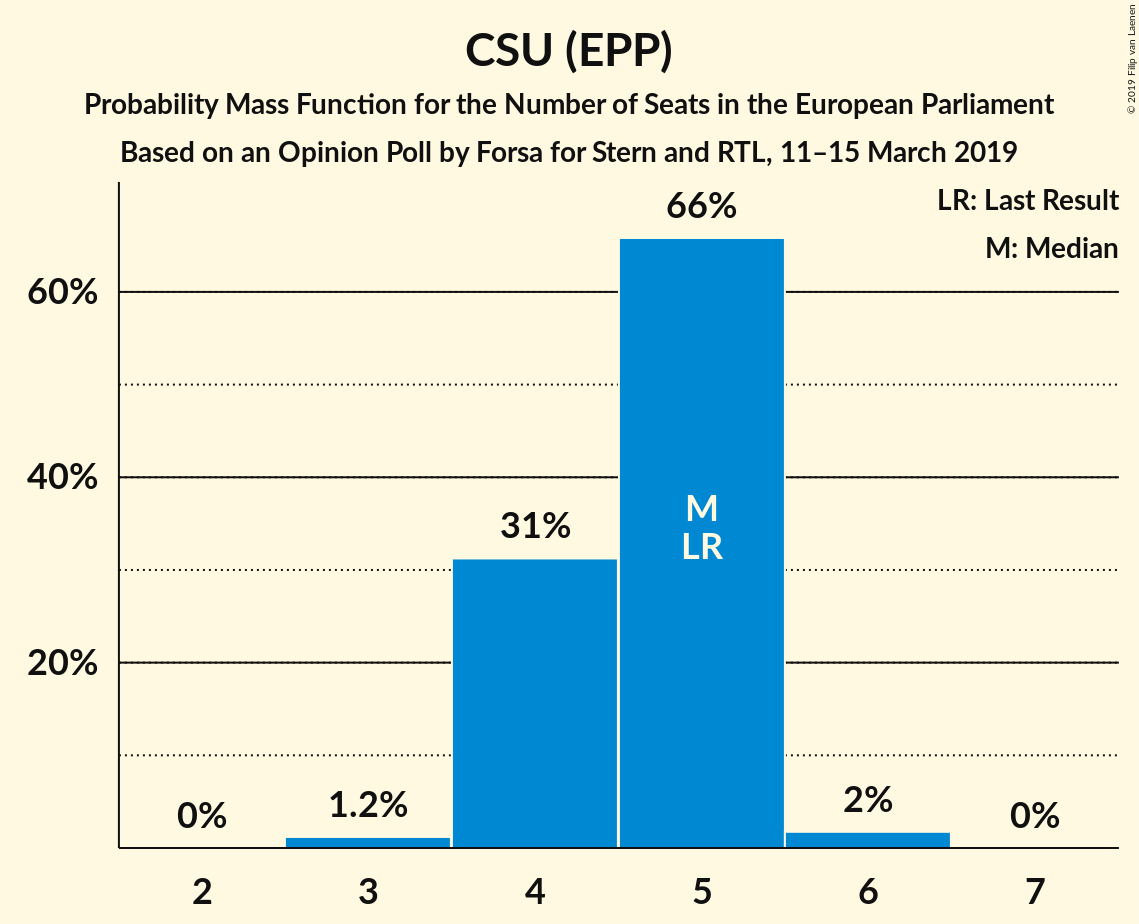 CSU (EPP)
Probability Mass Function for the Number of Seats in the European Parliament
Based on an Opinion Poll by Forsa for Stern and RTL, 11–15 March 2019
© 2019 Filip van Laenen
LR: Last Result
M: Median
66%
60%
40%
31%
M
LR
20%
0%
1.2%
2%
0%
2
3
4
5
6
7